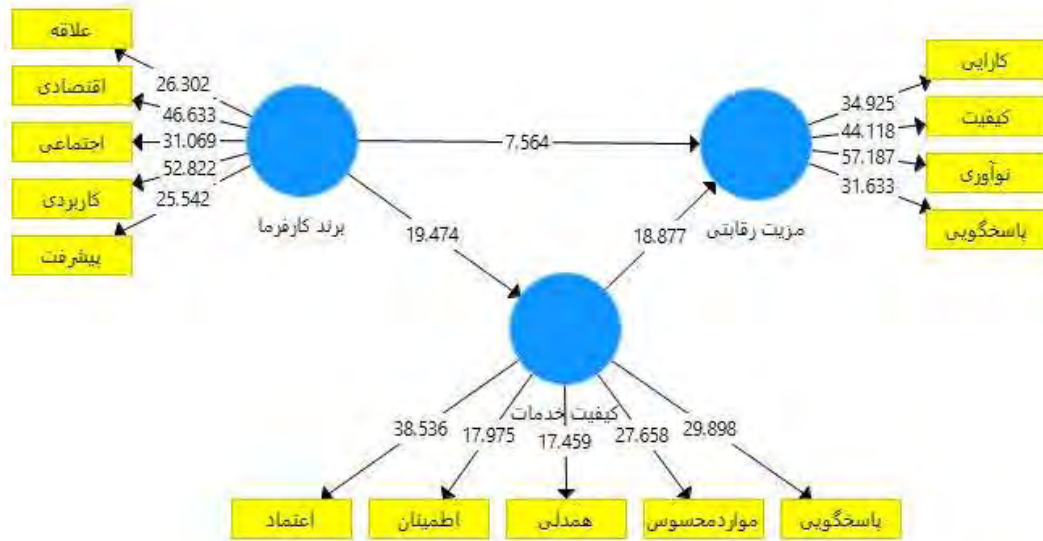 علاقه
اقتصادی
اجتماعی
کاربردی
پیشرفت
26.302
46.633
31.069
52.822
25.542
برند کارفرما
7.564
19.474
18.877
مزیت رقابتی
34.925
44.118
57.187
31.633
کارایی
کیفیت
نوآوری
پاسخگویی
کیفیت خدمات
38.536
17.975
17.459
27.658
29.898
اعتماد
اطمینان
همدلی
مواردمحسوس
پاسخگویی